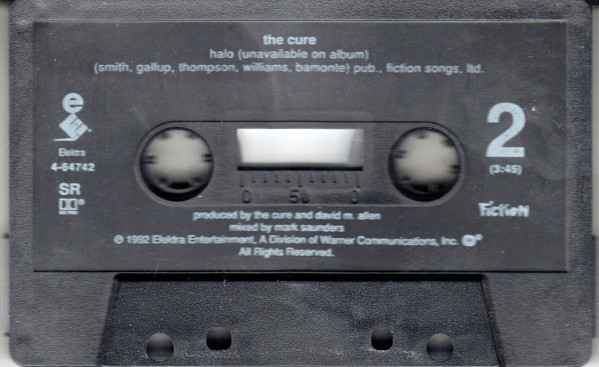 the cure
halo (unavailable on album)
(smith, gallup, thompson, williams, bamonte) pub., fiction songs, ltd.
e
Elektra
4-64742
SR
2
(3:45)
Fiction
0 50 0
produced by the cure and david m. allen
mixed by mark saunders
℗ 1992 Elektra Entertainment, A Division of Warner Communications, Inc.
All Rights Reserved.